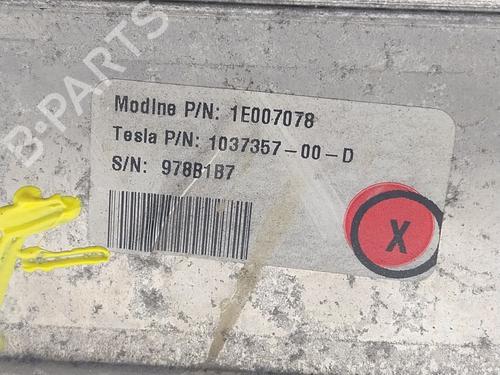 B-PARTS
Modine P/N: 1E007078
Tesla P/N: 1037357-00-D
S/N: 978B1B7
X